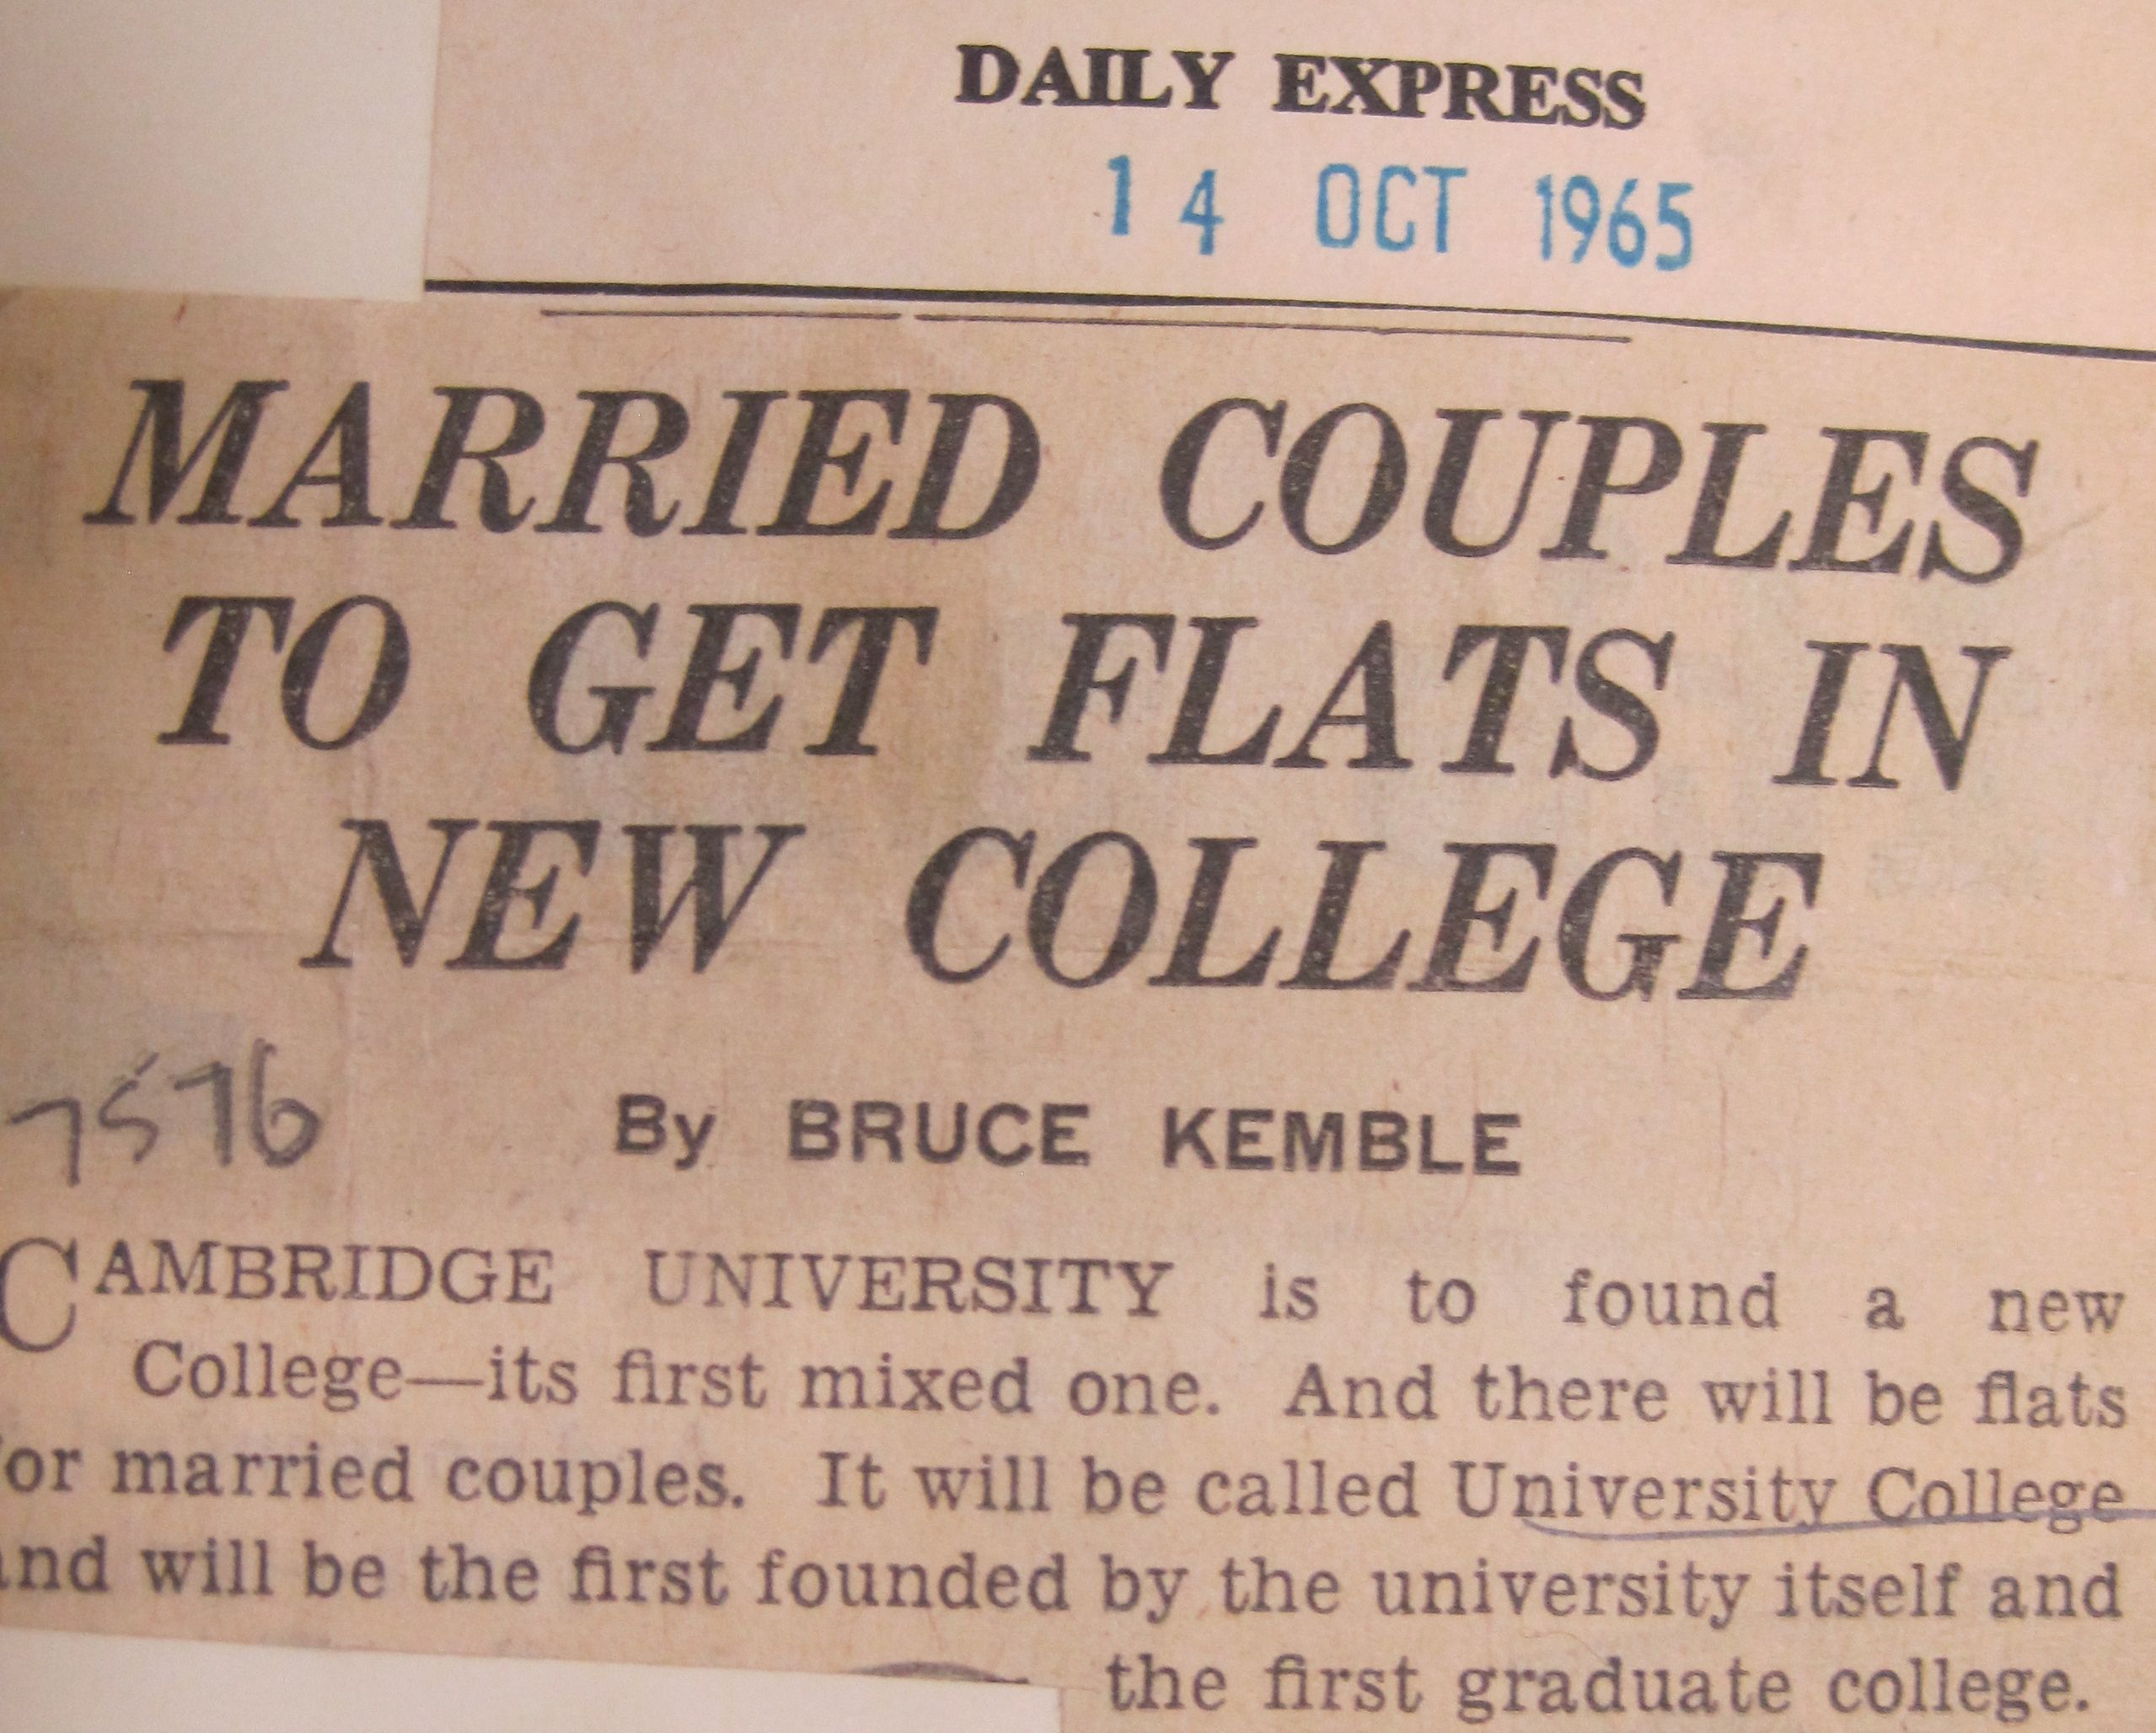 DAILY EXPRESS
14 OCT 1965
MARRIED COUPLES
TO GET FLATS IN
NEW COLLEGE
7576
By BRUCE KEMBLE
CAMBRIDGE UNIVERSITY is to found a new
College—its first mixed one. And there will be flats
for married couples. It will be called University College
and will be the first founded by the university itself and
the first graduate college.